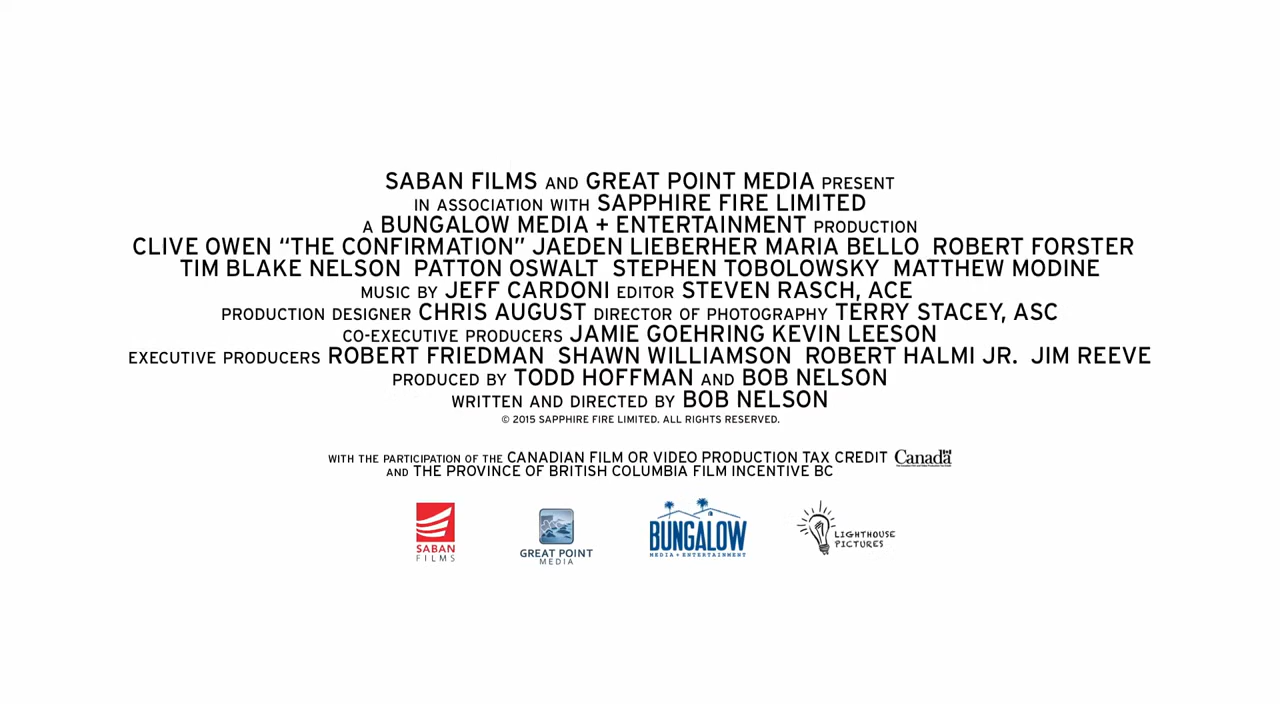 SABAN FILMS AND GREAT POINT MEDIA PRESENT
IN ASSOCIATION WITH SAPPHIRE FIRE LIMITED
A BUNGALOW MEDIA + ENTERTAINMENT PRODUCTION
CLIVE OWEN “THE CONFIRMATION” JAEDEN LIEBERHER MARIA BELLO ROBERT FORSTER
TIM BLAKE NELSON PATTON OSWALT STEPHEN TOBOLOWSKY MATTHEW MODINE
MUSIC BY JEFF CARDONI EDITOR STEVEN RASCH, ACE
PRODUCTION DESIGNER CHRIS AUGUST DIRECTOR OF PHOTOGRAPHY TERRY STACEY, ASC
CO-EXECUTIVE PRODUCERS JAMIE GOEHRING KEVIN LEESON
EXECUTIVE PRODUCERS ROBERT FRIEDMAN SHAWN WILLIAMSON ROBERT HALMI JR. JIM REEVE
PRODUCED BY TODD HOFFMAN AND BOB NELSON
WRITTEN AND DIRECTED BY BOB NELSON
© 2015 SAPPHIRE FIRE LIMITED. ALL RIGHTS RESERVED.
WITH THE PARTICIPATION OF THE CANADIAN FILM OR VIDEO PRODUCTION TAX CREDIT Canada
AND THE PROVINCE OF BRITISH COLUMBIA FILM INCENTIVE BC
SABAN
FILMS
GREAT POINT
MEDIA
BUNGALOW
MEDIA + ENTERTAINMENT
LIGHTHOUSE
PICTURES